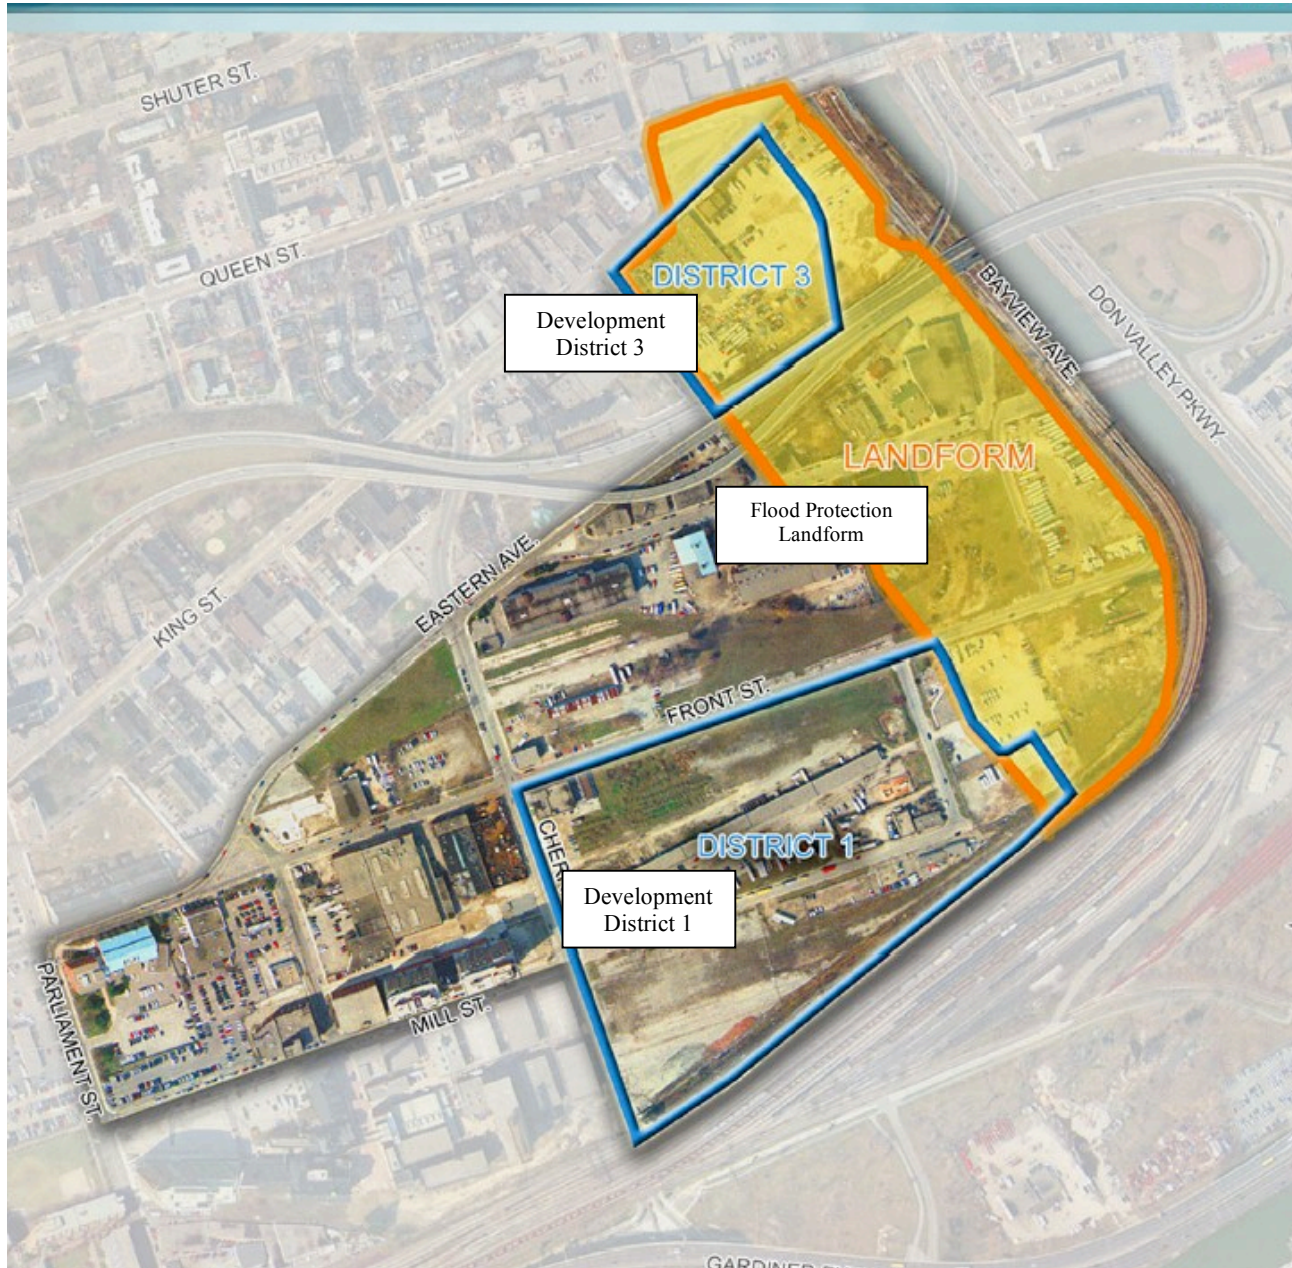 SHUTER ST.
QUEEN ST.
DISTRICT 3
Development
District 3
BAYVIEW AVE.
DON VALLEY PKWY.
LANDFORM
Flood Protection
Landform
EASTERN AVE.
KING ST.
FRONT ST.
DISTRICT 1
Development
District 1
PARLIAMENT ST.
MILL ST.
GARDINER